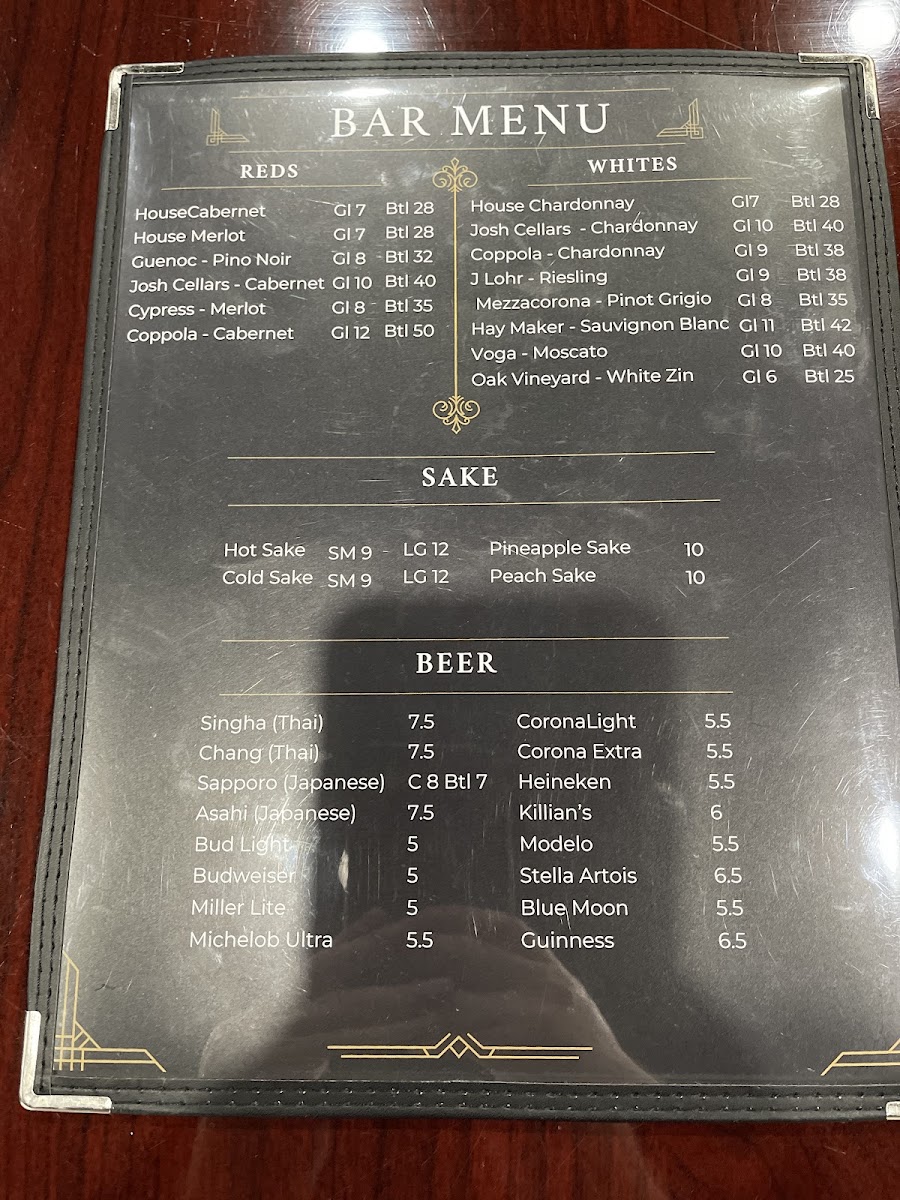 BAR MENU
REDS
HouseCabernet Gl 7 Btl 28
House Merlot Gl 7 Btl 28
Guenoc - Pino Noir Gl 8 Btl 32
Josh Cellars - Cabernet Gl 10 Btl 40
Cypress - Merlot Gl 8 Btl 35
Coppola - Cabernet Gl 12 Btl 50
WHITES
House Chardonnay Gl7 Btl 28
Josh Cellars - Chardonnay Gl 10 Btl 40
Coppola - Chardonnay Gl 9 Btl 38
J Lohr - Riesling Gl 9 Btl 38
Mezzacorona - Pinot Grigio Gl 8 Btl 35
Hay Maker - Sauvignon Blanc Gl 11 Btl 42
Voga - Moscato Gl 10 Btl 40
Oak Vineyard - White Zin Gl 6 Btl 25
SAKE
Hot Sake SM 9 - LG 12 Pineapple Sake 10
Cold Sake SM 9 LG 12 Peach Sake 10
BEER
Singha (Thai) 7.5 CoronaLight 5.5
Chang (Thai) 7.5 Corona Extra 5.5
Sapporo (Japanese) C 8 Btl 7 Heineken 5.5
Asahi (Japanese) 7.5 Killian's 6
Bud Light 5 Modelo 5.5
Budweiser 5 Stella Artois 6.5
Miller Lite 5 Blue Moon 5.5
Michelob Ultra 5.5 Guinness 6.5